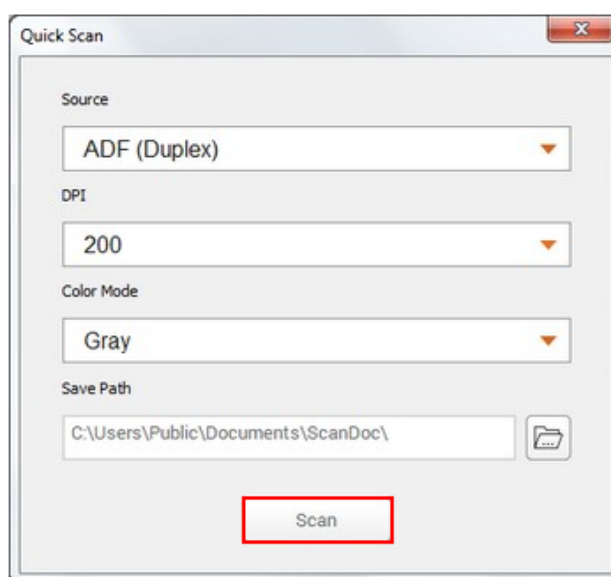 Quick Scan
Source
ADF (Duplex)
DPI
200
Color Mode
Gray
Save Path
C:\Users\Public\Documents\ScanDoc\
Scan